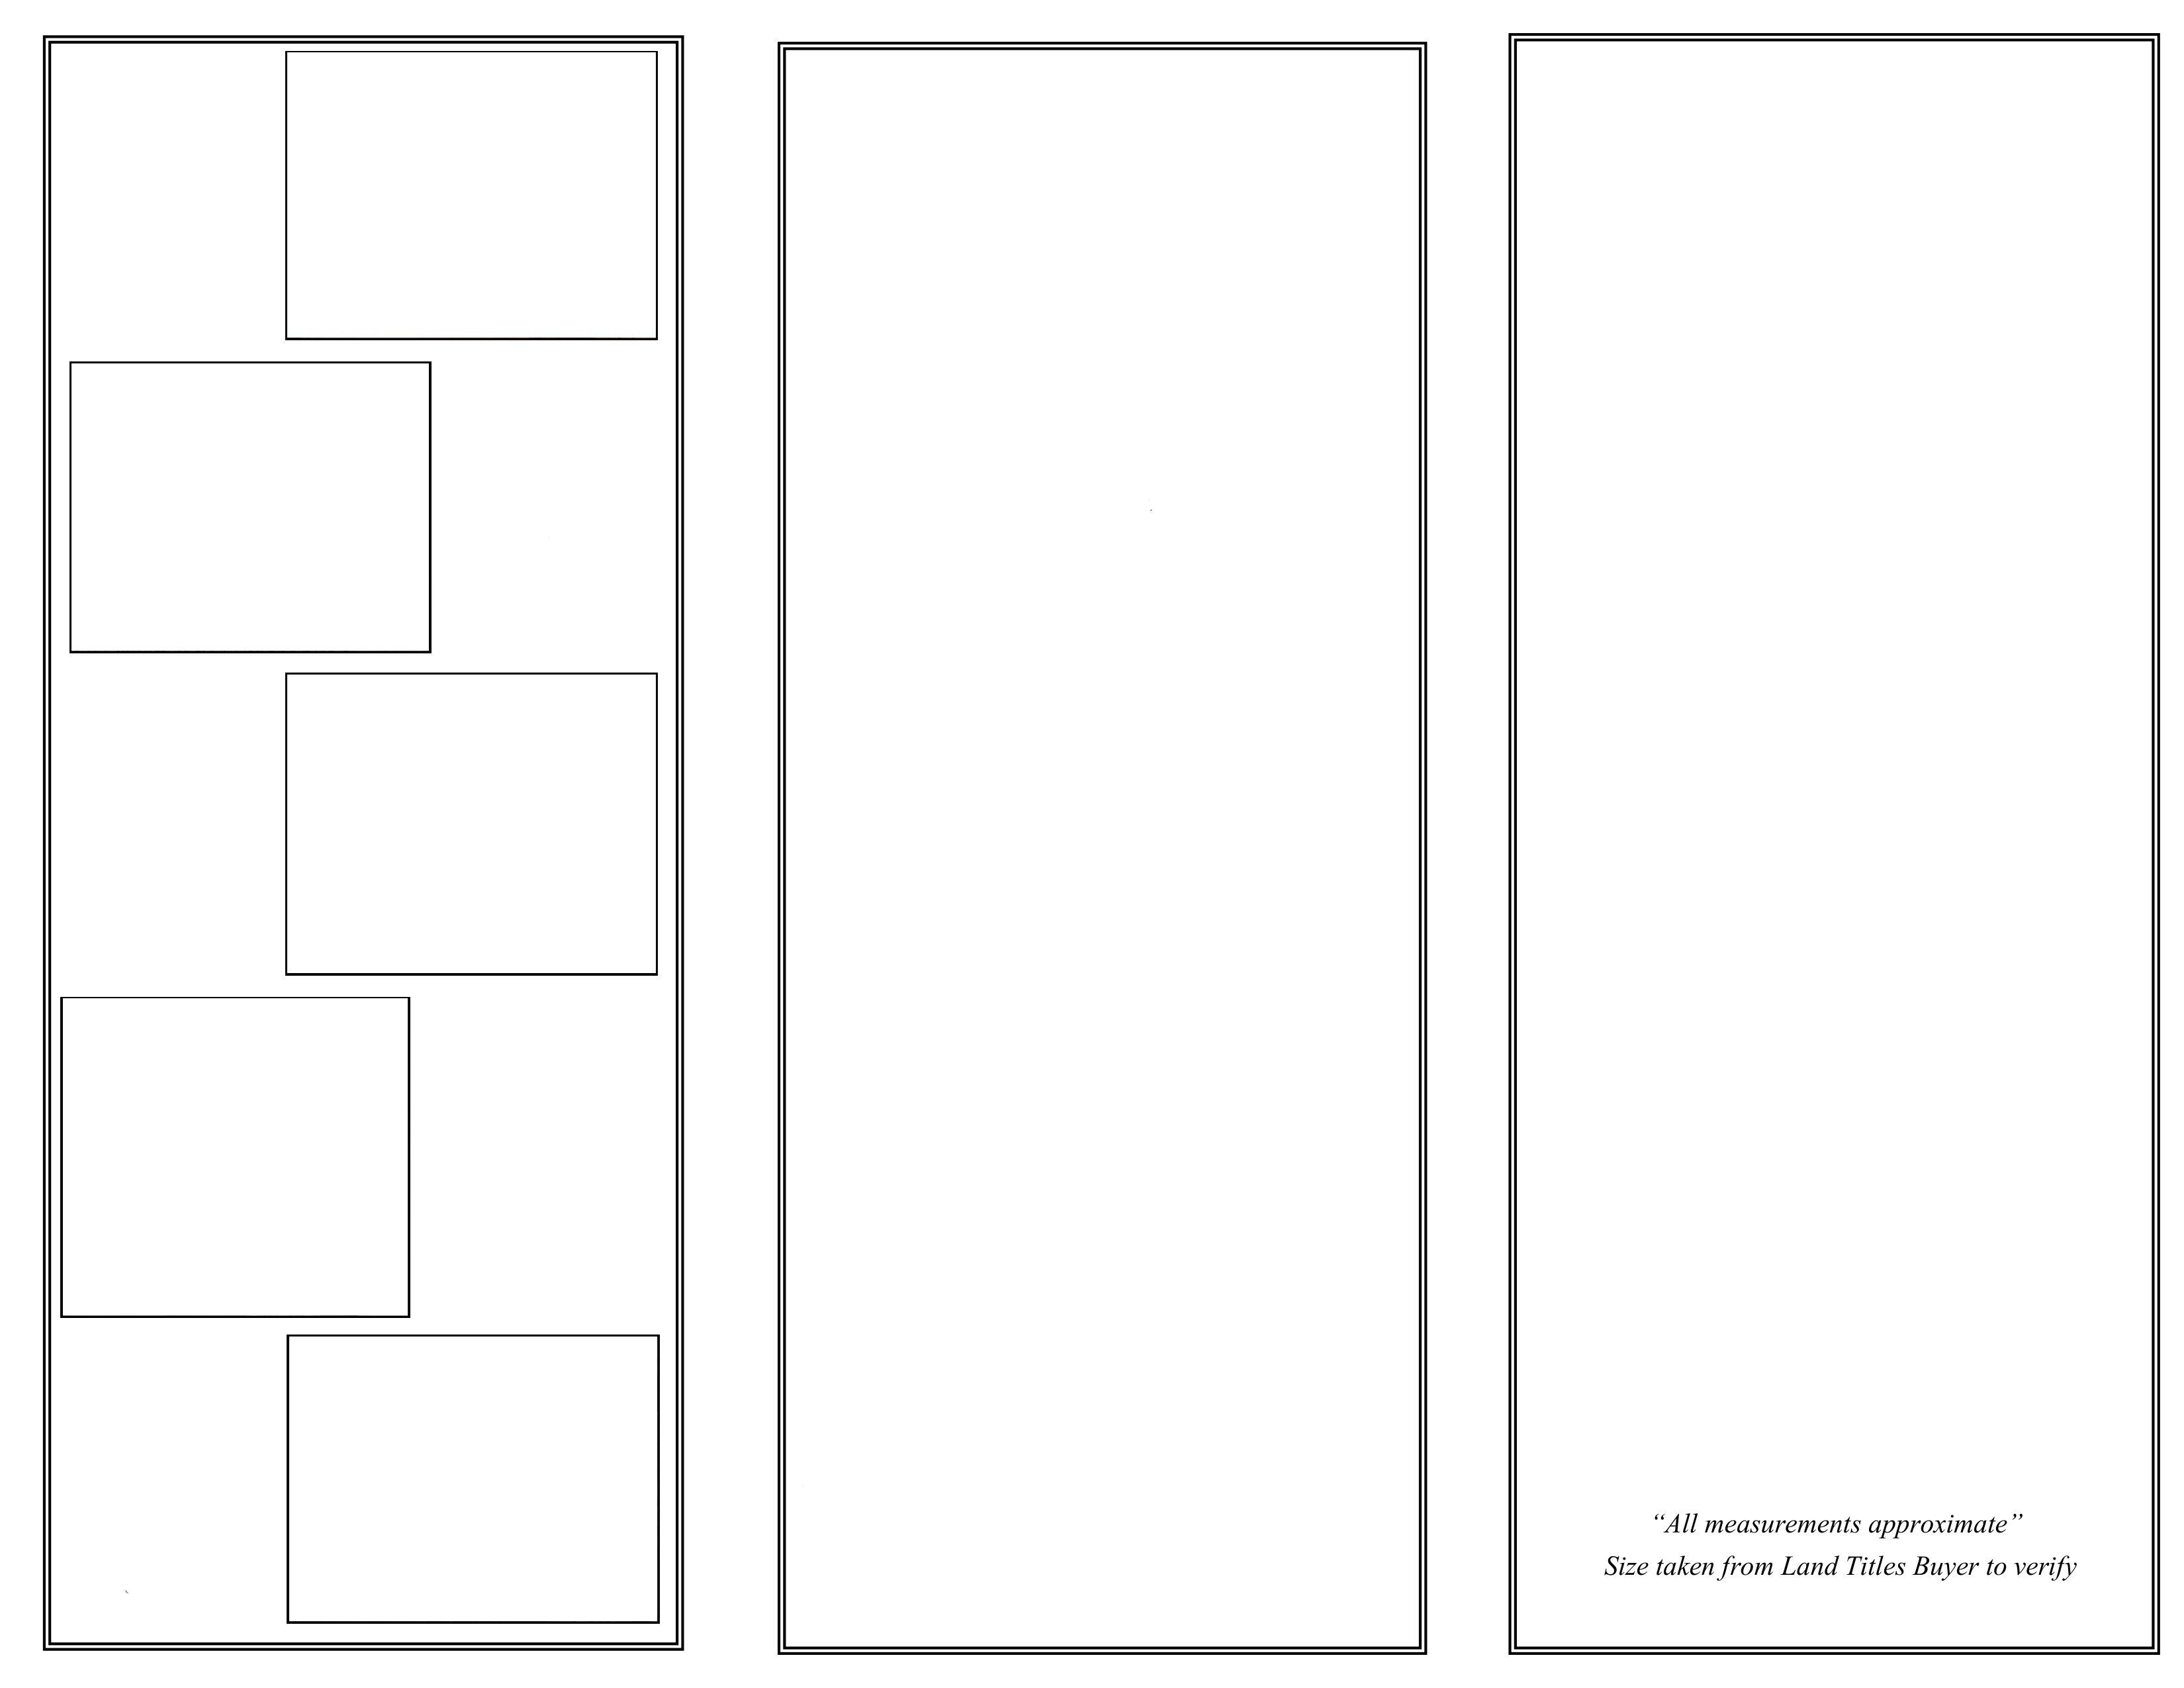 “All measurements approximate”
Size taken from Land Titles Buyer to verify